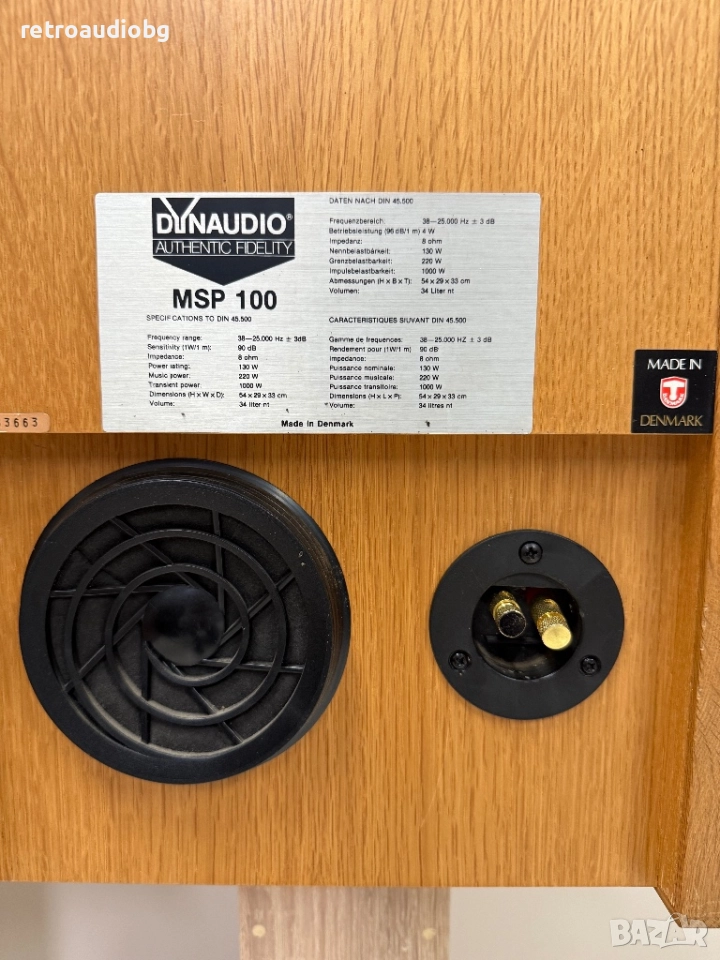 retroaudiobg
DYNAUDIO®
AUTHENTIC FIDELITY
MSP 100
SPECIFICATIONS TO DIN 45.500
Frequency range: 38—25.000 Hz ± 3dB
Sensitivity (1W/1 m): 90 dB
Impedance: 8 ohm
Power rating: 130 W
Music power: 220 W
Transient power: 1000 W
Dimensions (H × W × D): 54 × 29 × 33 cm
Volume: 34 liter nt
DATEN NACH DIN 45.500
Frequenzbereich: 38—25.000 Hz ± 3 dB
Betriebsleistung (96 dB/1 m) 4 W
Impedanz: 8 ohm
Nennbelastbarkeit: 130 W
Grenzbelastbarkeit: 220 W
Impulsbelastbarkeit: 1000 W
Abmessungen (H × B × T): 54 × 29 × 33 cm
Volumen: 34 Liter nt
CARACTERISTIQUES SIUVANT DIN 45.500
Gamme de frequences: 38—25.000 HZ ± 3 dB
Rendement pour (1W/1 m) 90 dB
Impedance: 8 ohm
Puissance nominale: 130 W
Puissance musicale: 220 W
Puissance transitoire: 1000 W
Dimensions (H × L × P): 54 × 29 × 33 cm
Volume: 34 litres nt
Made in Denmark
MADE IN
DENMARK
3663
BAZAR